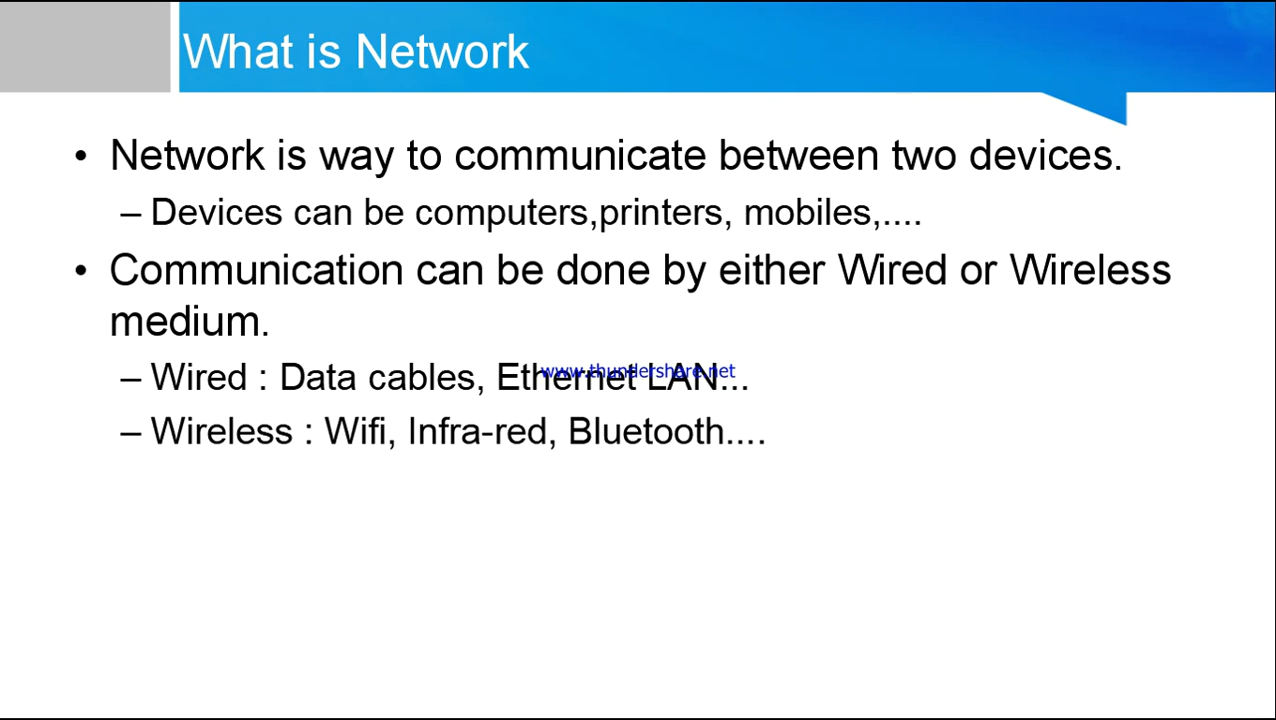 What is Network
• Network is way to communicate between two devices.
– Devices can be computers,printers, mobiles,....
• Communication can be done by either Wired or Wireless
medium.
– Wired : Data cables, Ethernet LAN...
www.thundershare.net
– Wireless : Wifi, Infra-red, Bluetooth....